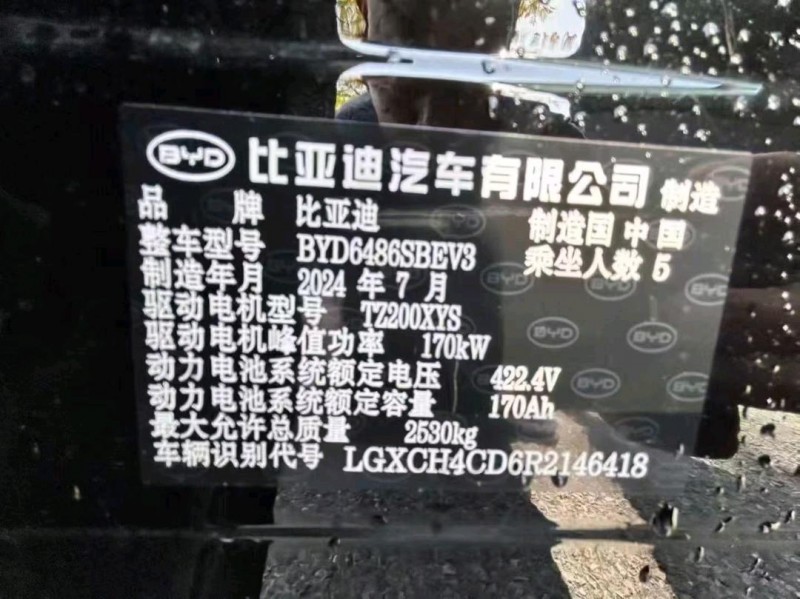 BYD 比亚迪汽车有限公司 制造
品牌 比亚迪 制造国 中国
整车型号 BYD6486SBEV3 乘坐人数 5
制造年月 2024 年 7 月
驱动电机型号 TZ200XYS
驱动电机峰值功率 170kW
动力电池系统额定电压 422.4V
动力电池系统额定容量 170Ah
最大允许总质量 2530kg
车辆识别代号 LGXCH4CD6R2146418